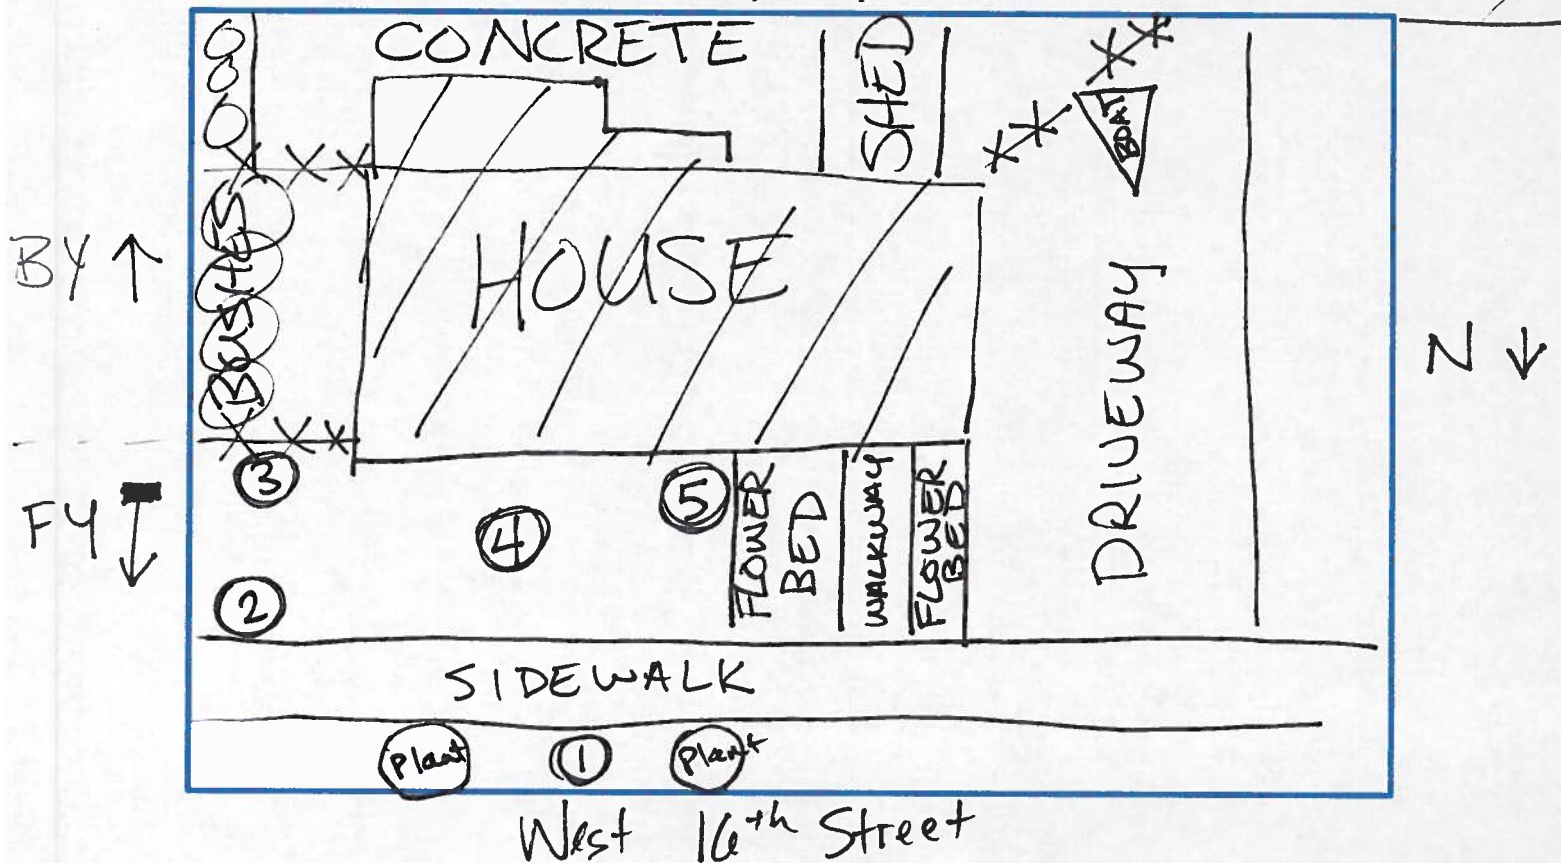 CONCRETE
SHED
BOAT
BUSHES
HOUSE
BY
N
DRIVEWAY
FY
3
4
5
2
FLOWER
BED
WALKWAY
FLOWER
BED
SIDEWALK
Plant
1
Plant
West 16th Street